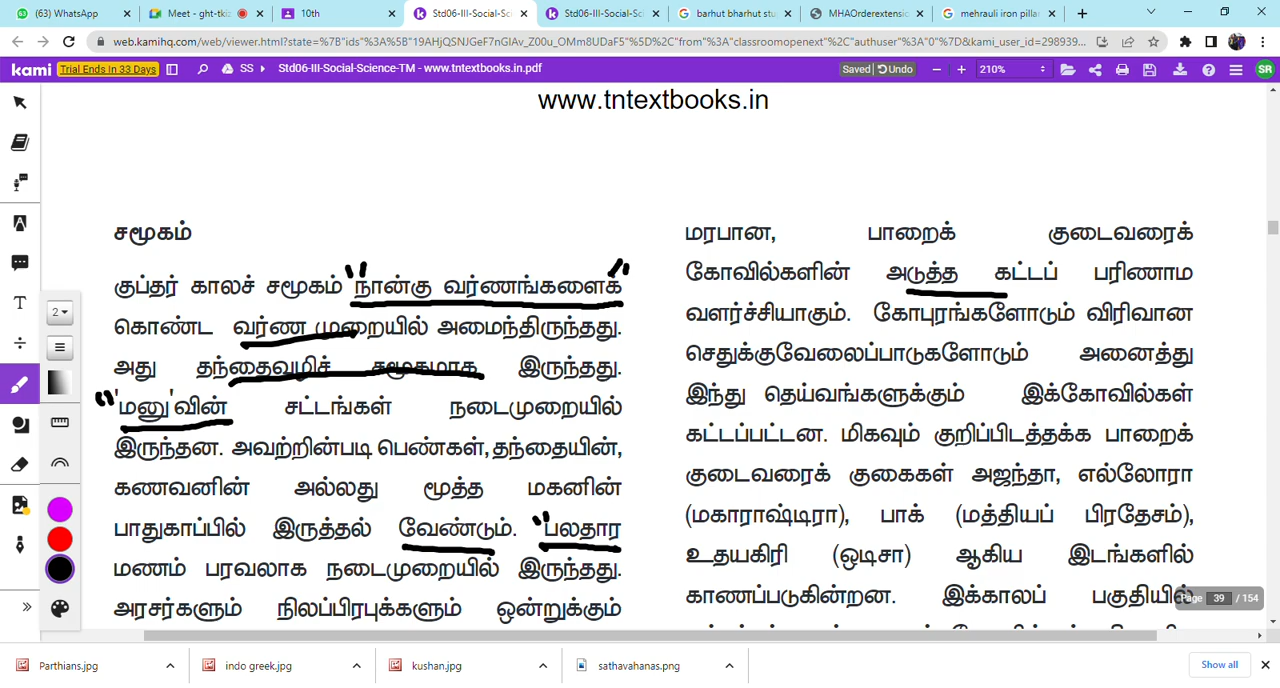 (53) WhatsApp
Meet - ght-tkiz
10th
Std06-III-Social-Scien
Std06-III-Social-Sci
barhut bharhut stu
MHAOrderextension
mehrauli iron pillar
web.kamihq.com/web/viewer.html?state=%7B"ids"%3A%5B"19AHjQSNJGeF7nGIAv_Z00u_OMm8UDaF5"%5D%2C"from"%3A"classroomopennext"%2C"authuser"%3A"0"%7D&kami_user_id=298939...
kami
Trial Ends In 33 Days
SS
Std06-III-Social-Science-TM - www.tntextbooks.in.pdf
Saved
Undo
210%
SR
www.tntextbooks.in
சமூகம்
குப்தர் காலச் சமூகம் நான்கு வர்ணங்களைக்
கொண்ட வர்ண முறையில் அமைந்திருந்தது.
அது தந்தைவழிச் சமூகமாக இருந்தது.
'மனு'வின் சட்டங்கள் நடைமுறையில்
இருந்தன. அவற்றின்படி பெண்கள், தந்தையின்,
கணவனின் அல்லது மூத்த மகனின்
பாதுகாப்பில் இருத்தல் வேண்டும். பலதார
மணம் பரவலாக நடைமுறையில் இருந்தது.
அரசர்களும் நிலப்பிரபுக்களும் ஒன்றுக்கும்
மரபான, பாறைக் குடைவரைக்
கோவில்களின் அடுத்த கட்டப் பரிணாம
வளர்ச்சியாகும். கோபுரங்களோடும் விரிவான
செதுக்குவேலைப்பாடுகளோடும் அனைத்து
இந்து தெய்வங்களுக்கும் இக்கோவில்கள்
கட்டப்பட்டன. மிகவும் குறிப்பிடத்தக்க பாறைக்
குடைவரைக் குகைகள் அஜந்தா, எல்லோரா
(மகாராஷ்டிரா), பாக் (மத்தியப் பிரதேசம்),
உதயகிரி (ஒடிசா) ஆகிய இடங்களில்
காணப்படுகின்றன. இக்காலப் பகுதியில்
2
Page 39 / 154
Parthians.jpg
indo greek.jpg
kushan.jpg
sathavahanas.png
Show all